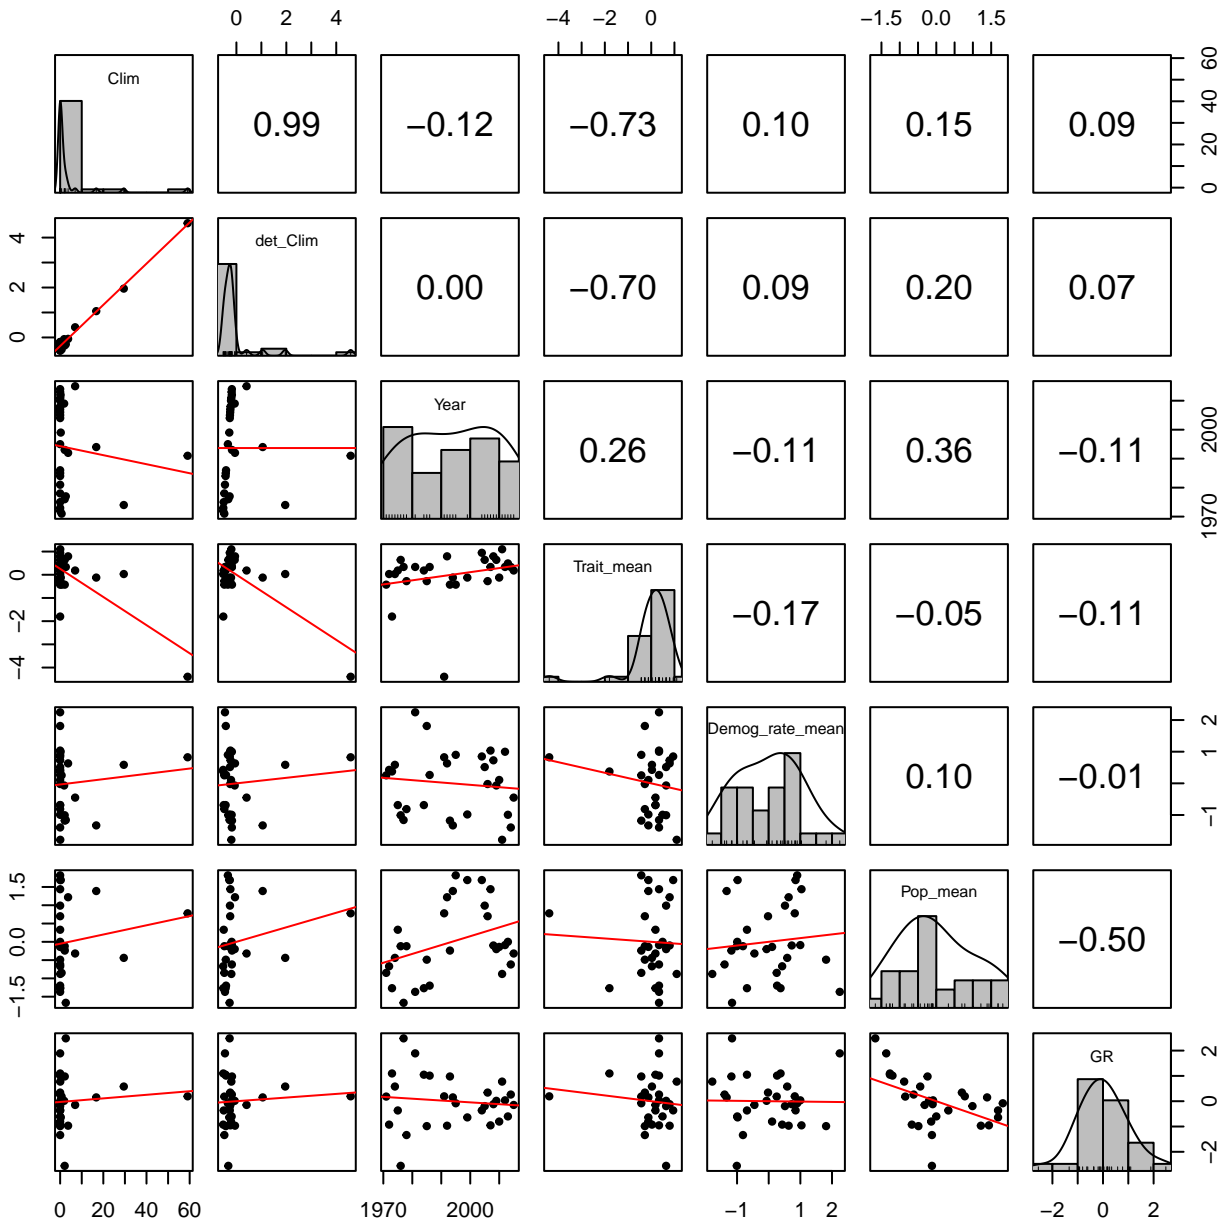 0 2 4 −4 −2 0 −1.5 0.0 1.5
Clim 0.99 −0.12 −0.73 0.10 0.15 0.09
0 20 40 60
det_Clim 0.00 −0.70 0.09 0.20 0.07
0 2 4
Year 0.26 −0.11 0.36 −0.11
1970 2000
Trait_mean −0.17 −0.05 −0.11
−4 −2 0
Demog_rate_mean 0.10 −0.01
−1 1 2
Pop_mean −0.50
−1.5 0.0 1.5
GR
−2 0 2
0 20 40 60 1970 2000 −1 1 2 −2 0 2